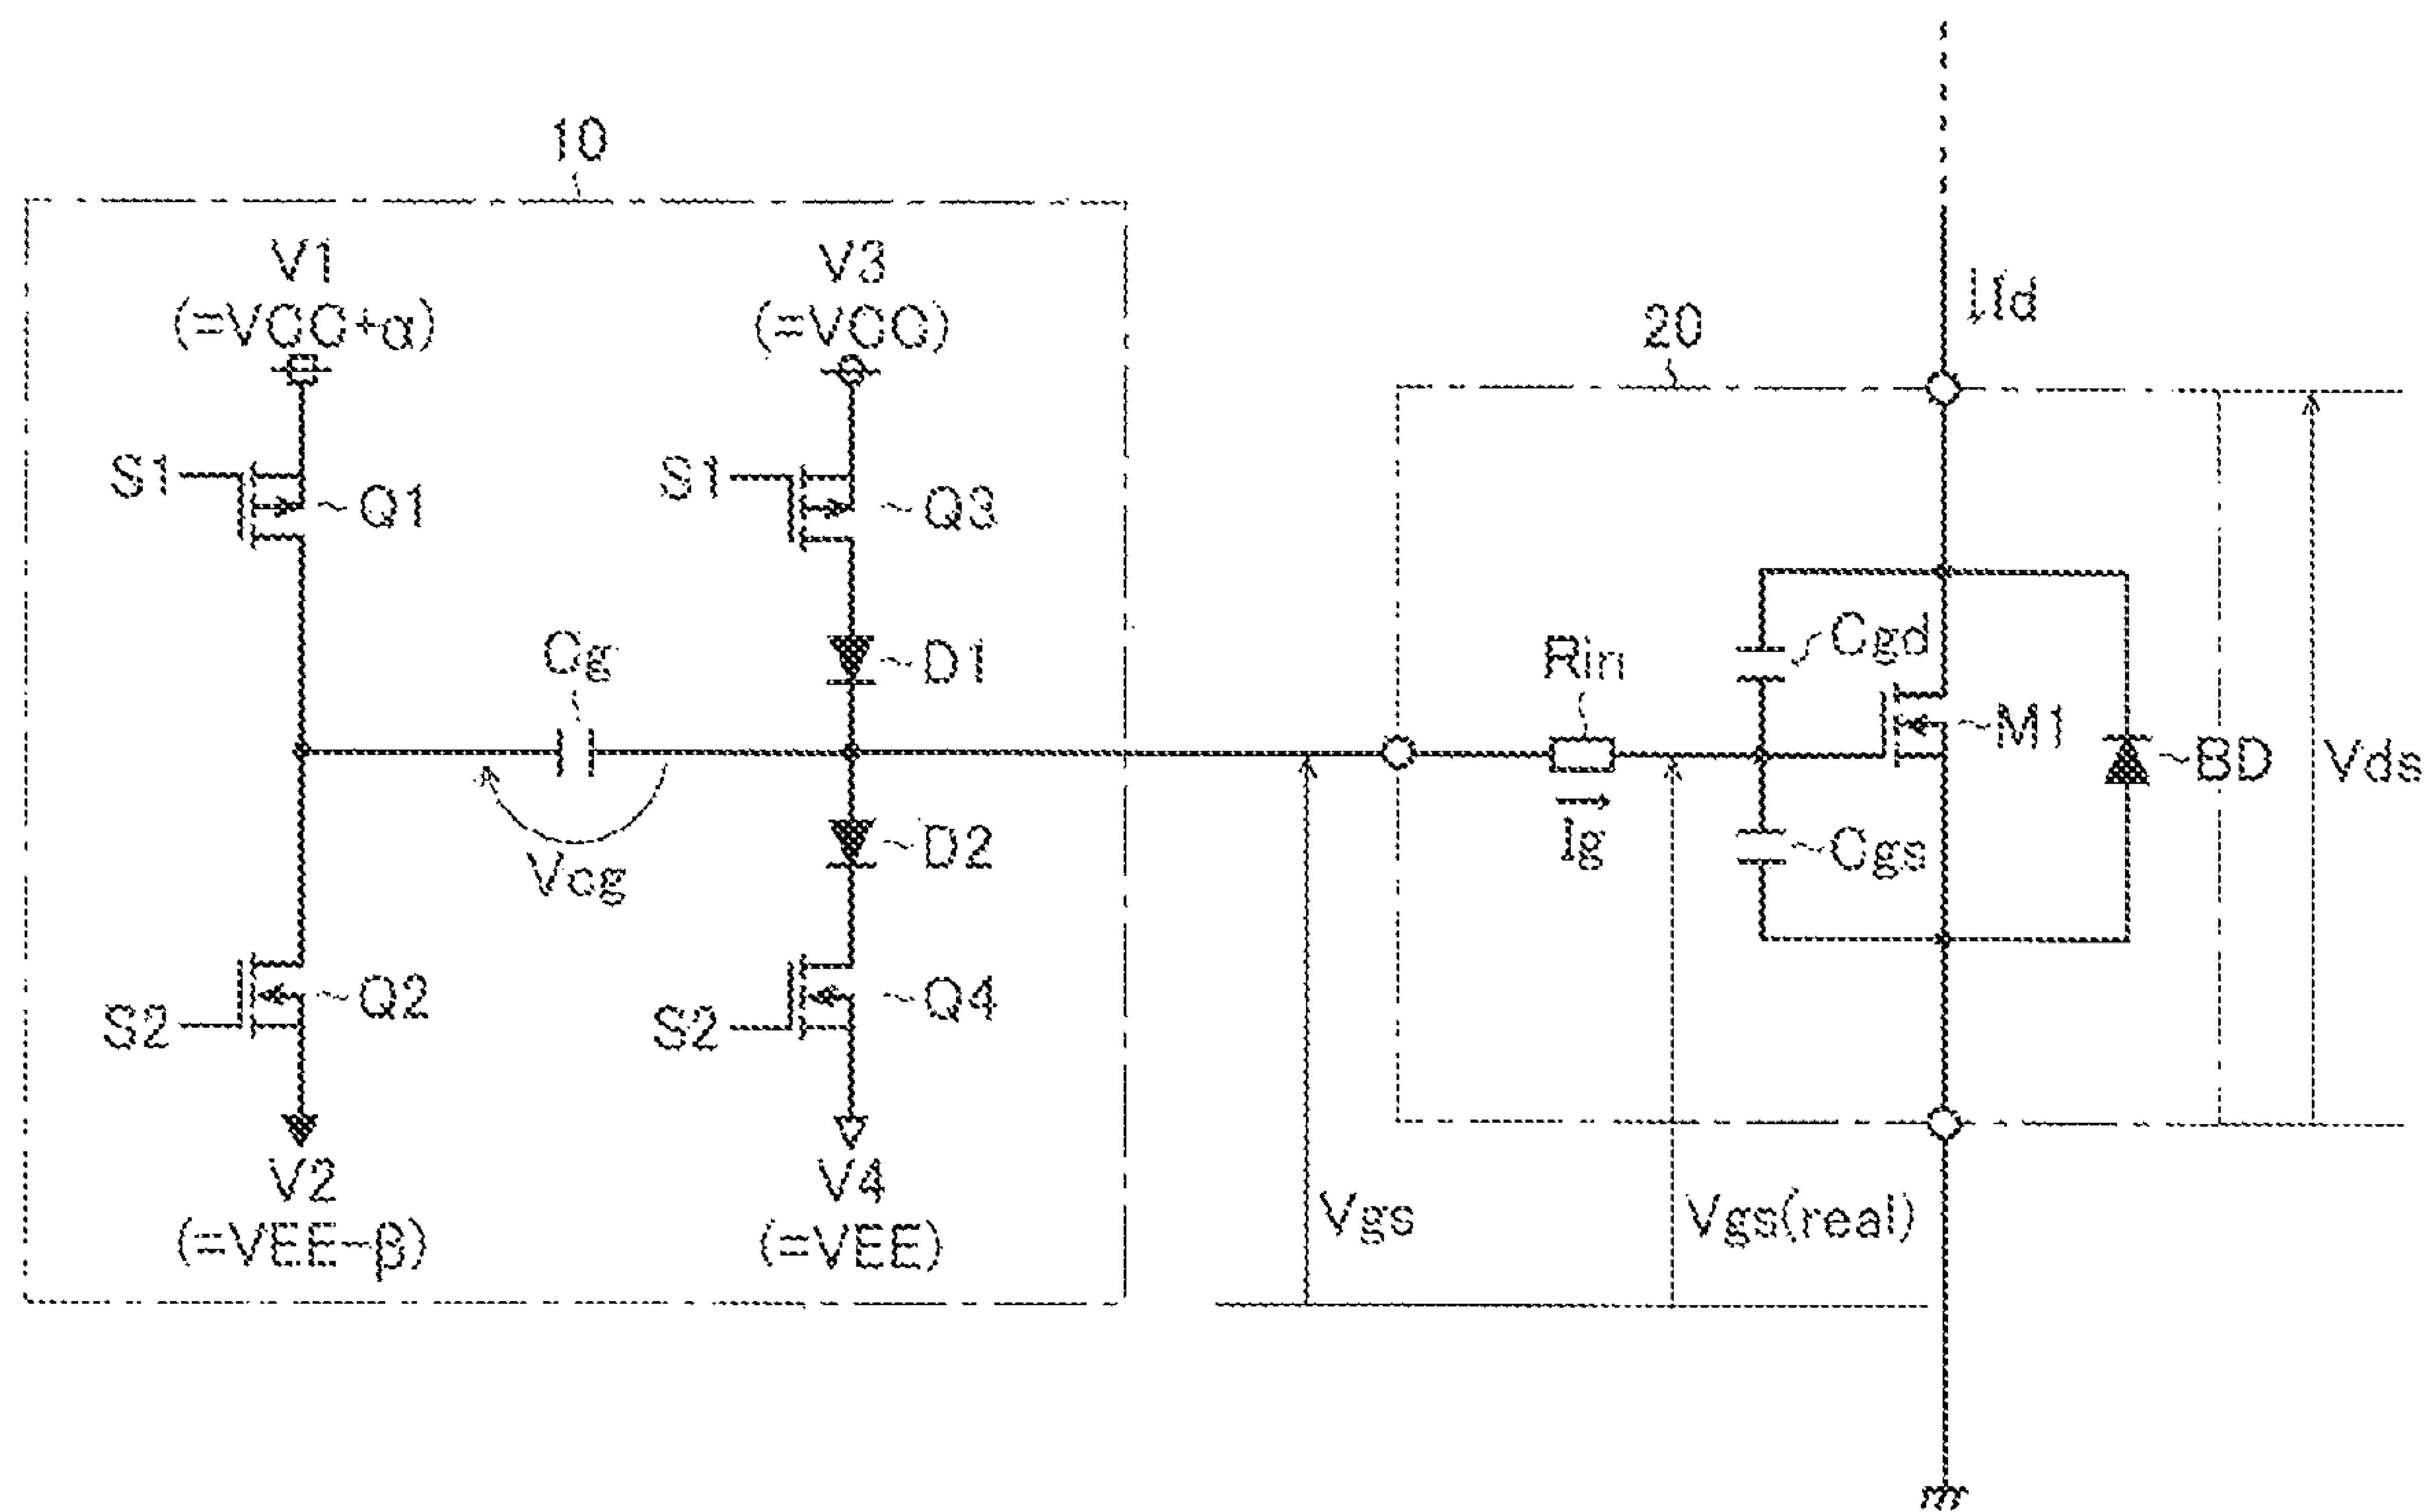 10
V1
(=VCC+α)
V3
(=VCC)
↓Id
20
S1
Q1
S1
Q3
Cg
D1
Rin
Cgd
M1
BD
Vds
Vcg
D2
Ig
Cgs
S2
Q2
S2
Q4
V2
(=VEE-β)
V4
(=VEE)
Vgs
Vgs(real)